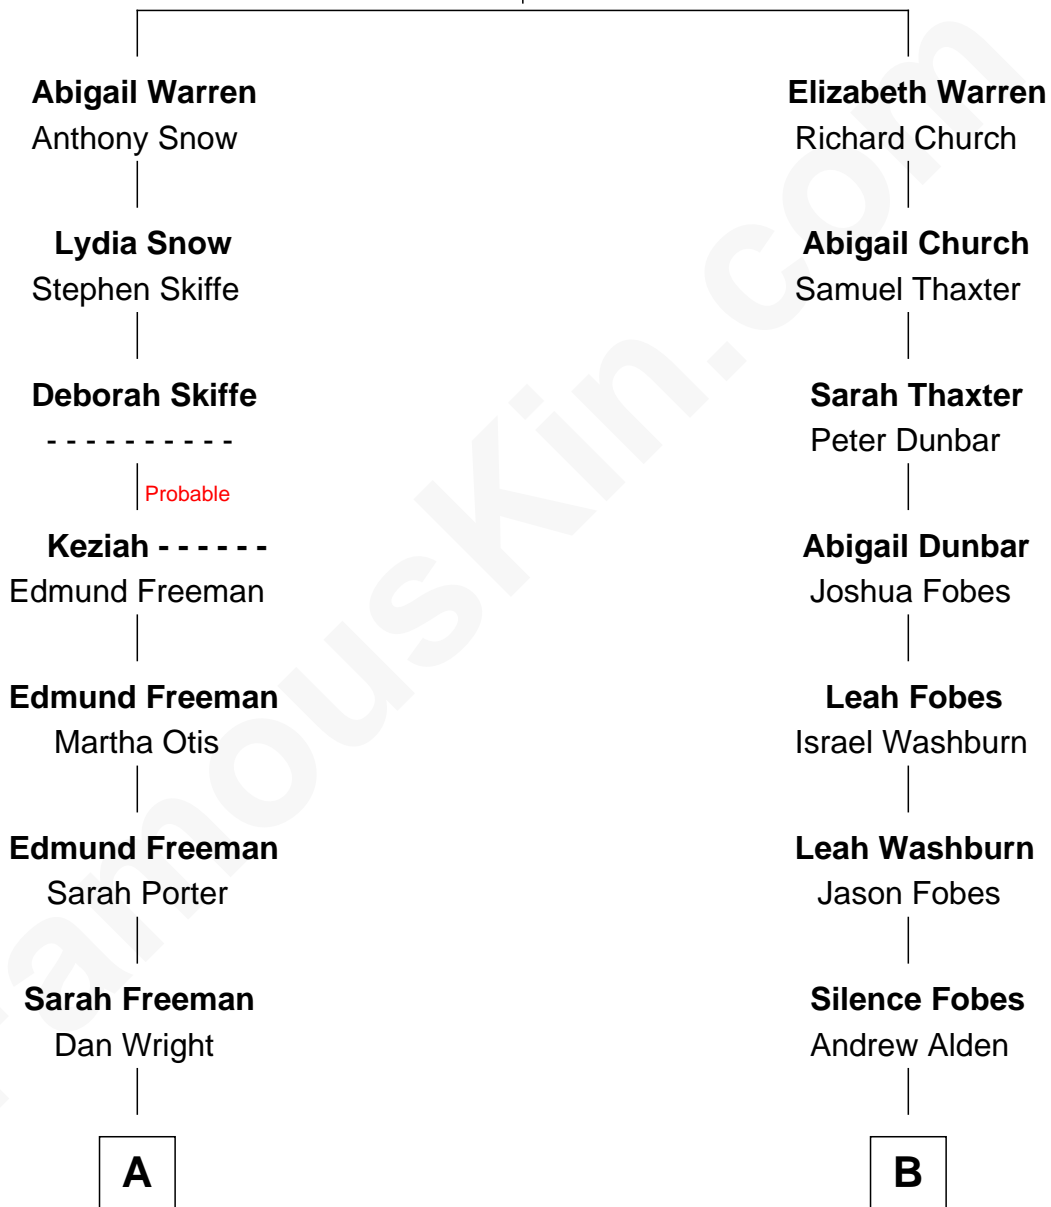 Abigail Warren
Anthony Snow
Lydia Snow
Stephen Skiffe
Deborah Skiffe
- - - - - - - - - -
Probable
Keziah - - - - - -
Edmund Freeman
Edmund Freeman
Martha Otis
Edmund Freeman
Sarah Porter
Sarah Freeman
Dan Wright
A
Elizabeth Warren
Richard Church
Abigail Church
Samuel Thaxter
Sarah Thaxter
Peter Dunbar
Abigail Dunbar
Joshua Fobes
Leah Fobes
Israel Washburn
Leah Washburn
Jason Fobes
Silence Fobes
Andrew Alden
B
FamousKin.com